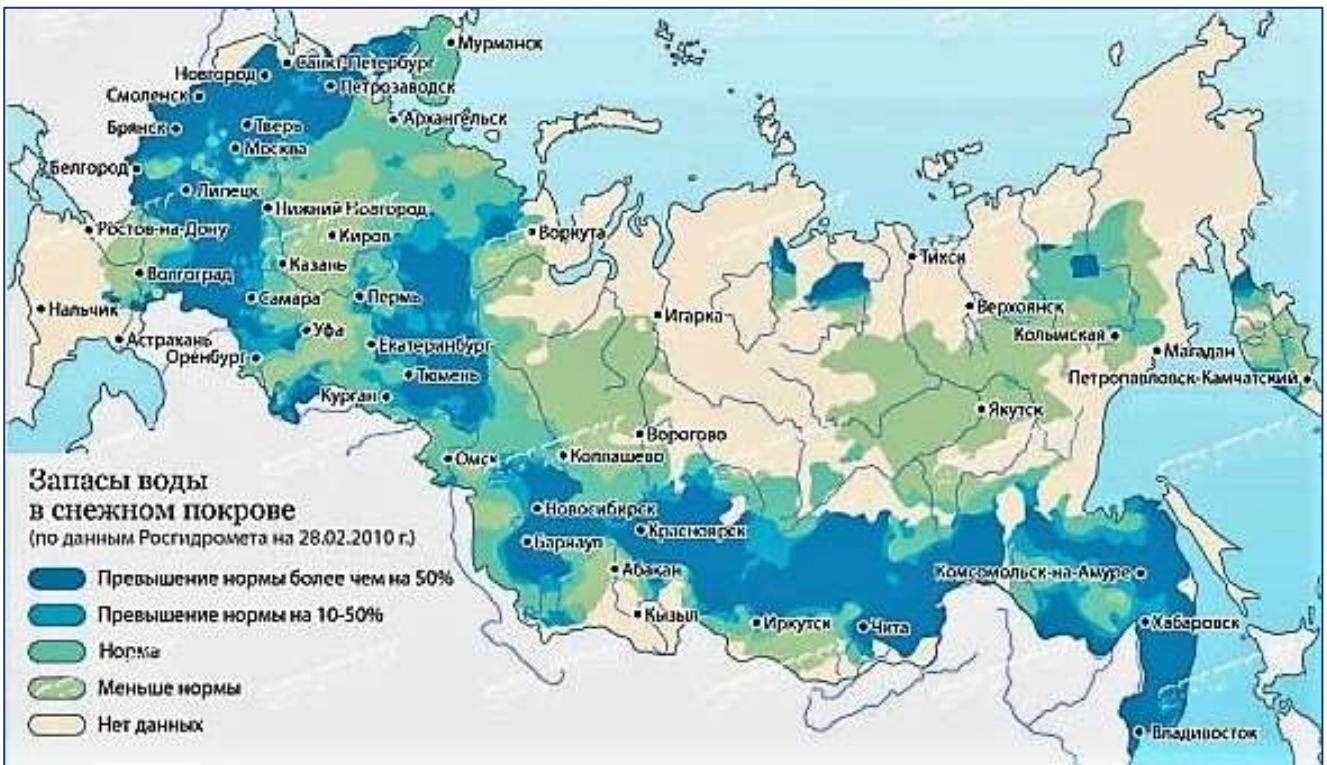 Мурманск
Санкт-Петербург
Новгород
Петрозаводск
Смоленск
Архангельск
Брянск
Тверь
Москва
Белгород
Липецк
Нижний Новгород
Ростов-на-Дону
Киров
Воркута
Казань
Волгоград
Тикси
Самара
Пермь
Нальчик
Игарка
Верхоянск
Уфа
Колымская
Астрахань
Екатеринбург
Магадан
Оренбург
Тюмень
Петропавловск-Камчатский
Курган
Якутск
Ворогово
Омск
Колпашево
Запасы воды
в снежном покрове
(по данным Росгидромета на 28.02.2010 г.)
Новосибирск
Красноярск
Барнаул
Абакан
Комсомольск-на-Амуре
Превышение нормы более чем на 50%
Превышение нормы на 10-50%
Кызыл
Иркутск
Чита
Хабаровск
Норма
Меньше нормы
Нет данных
Владивосток